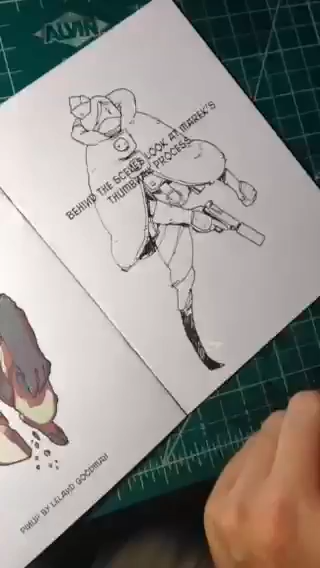 ALVIN
BEHIND THE SCENES LOOK AT MAREK'S
THUMBNAIL PROCESS
PINUP BY LELAND GOODMAN